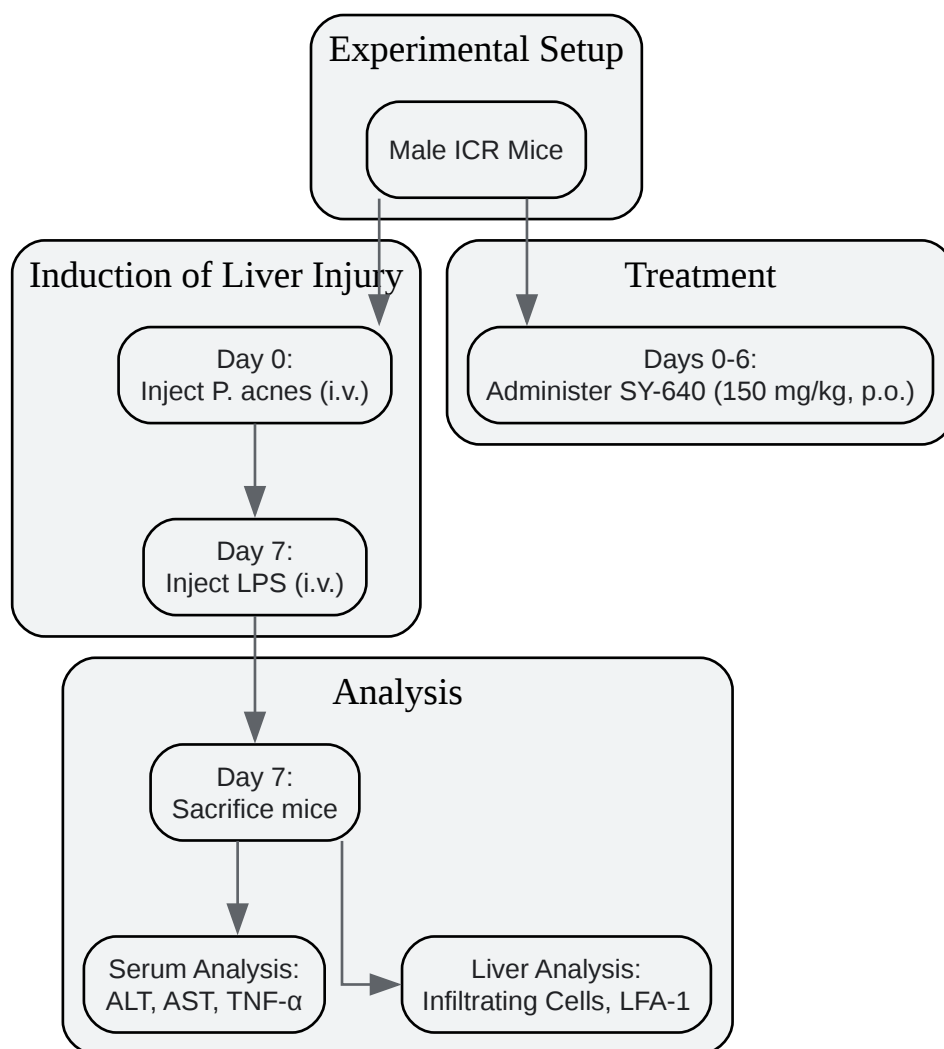 Experimental Setup
Male ICR Mice
Induction of Liver Injury
Treatment
Day 0:
Inject P. acnes (i.v.)
Days 0-6:
Administer SY-640 (150 mg/kg, p.o.)
Day 7:
Inject LPS (i.v.)
Analysis
Day 7:
Sacrifice mice
Serum Analysis:
ALT, AST, TNF-α
Liver Analysis:
Infiltrating Cells, LFA-1